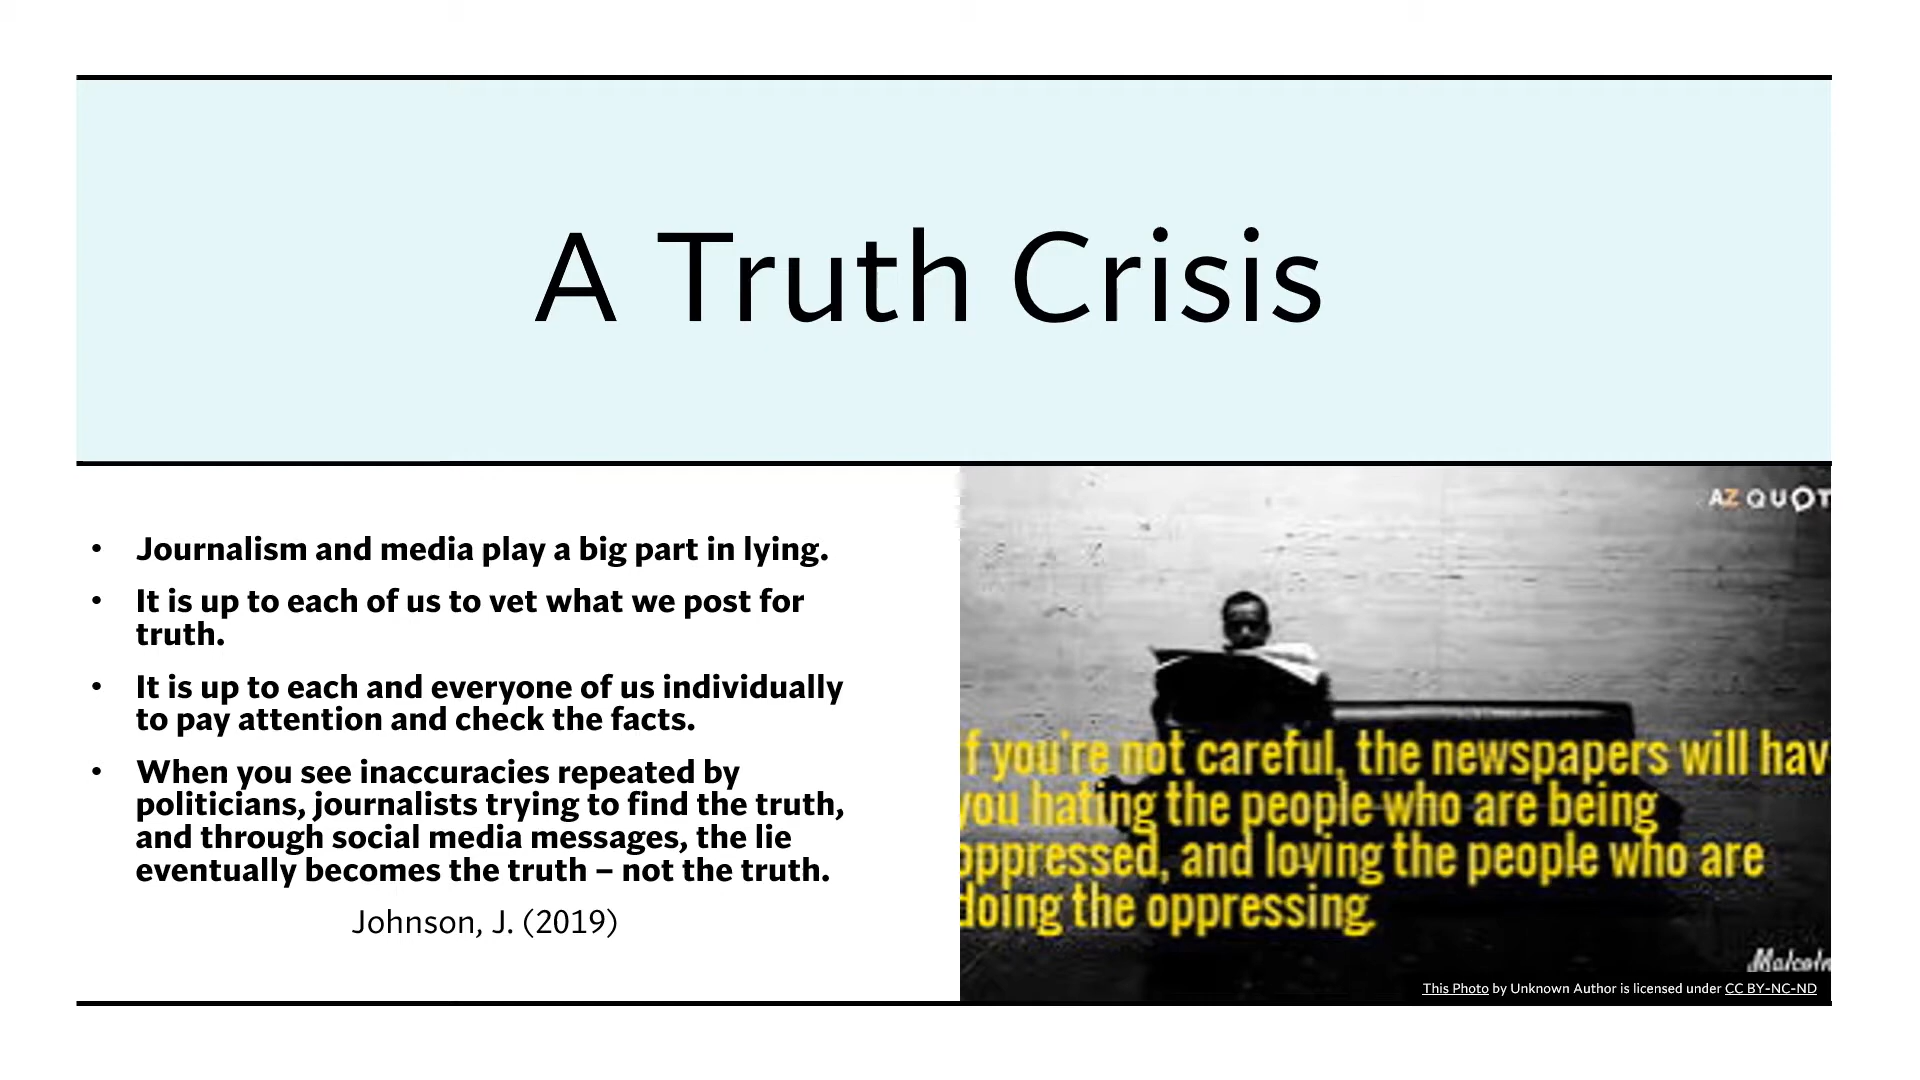 A Truth Crisis
• Journalism and media play a big part in lying.
• It is up to each of us to vet what we post for
truth.
• It is up to each and everyone of us individually
to pay attention and check the facts.
• When you see inaccuracies repeated by
politicians, journalists trying to find the truth,
and through social media messages, the lie
eventually becomes the truth – not the truth.
Johnson, J. (2019)
AZ QUOT
f you're not careful, the newspapers will hav
you hating the people who are being
oppressed, and loving the people who are
doing the oppressing.
Malcolm
This Photo by Unknown Author is licensed under CC BY-NC-ND